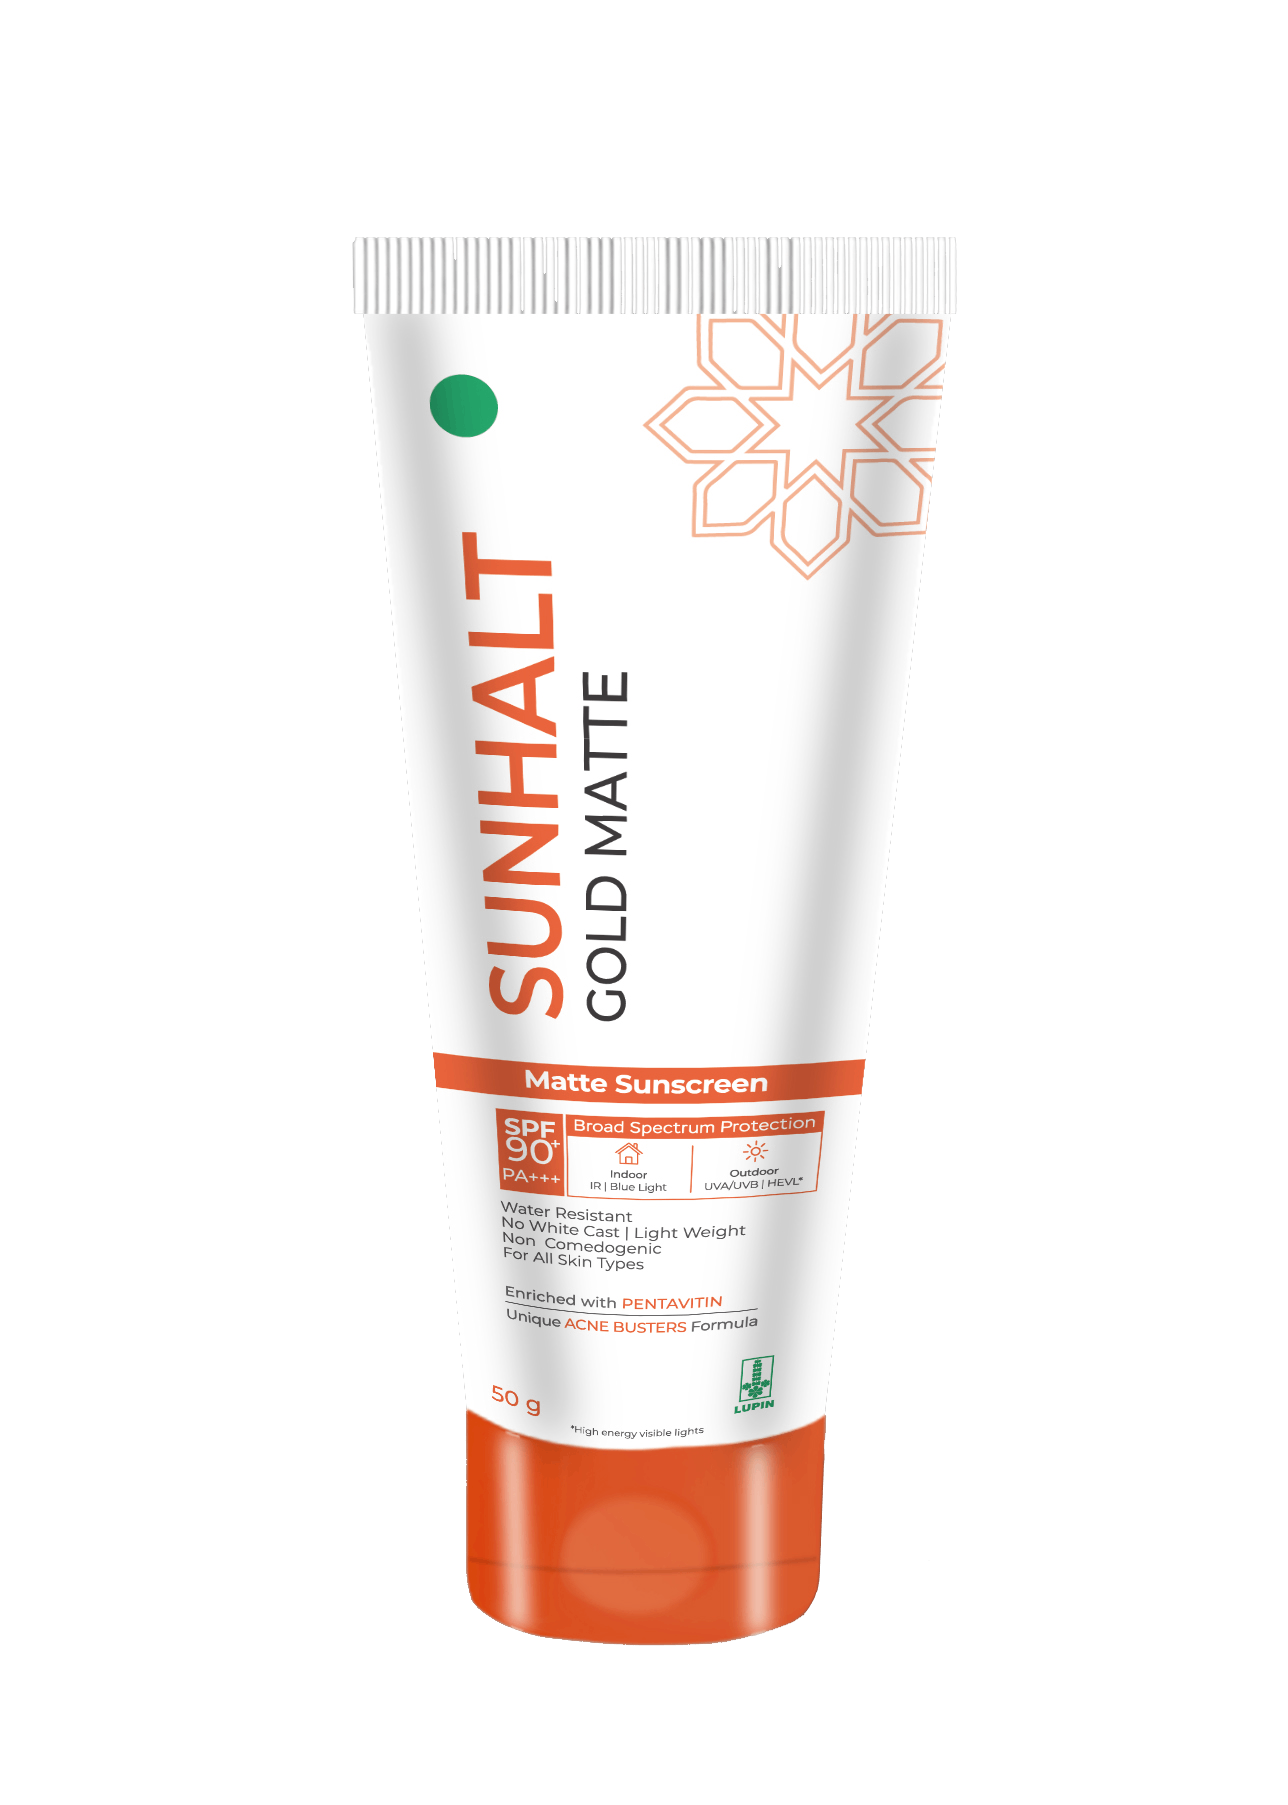 SUNHALT
GOLD MATTE
Matte Sunscreen
SPF
90+
PA+++
Broad Spectrum Protection
Indoor
IR | Blue Light
Outdoor
UVA/UVB | HEVL*
Water Resistant
No White Cast | Light Weight
Non Comedogenic
For All Skin Types
Enriched with PENTAVITIN
Unique ACNE BUSTERS Formula
50 g
LUPIN
*High energy visible lights